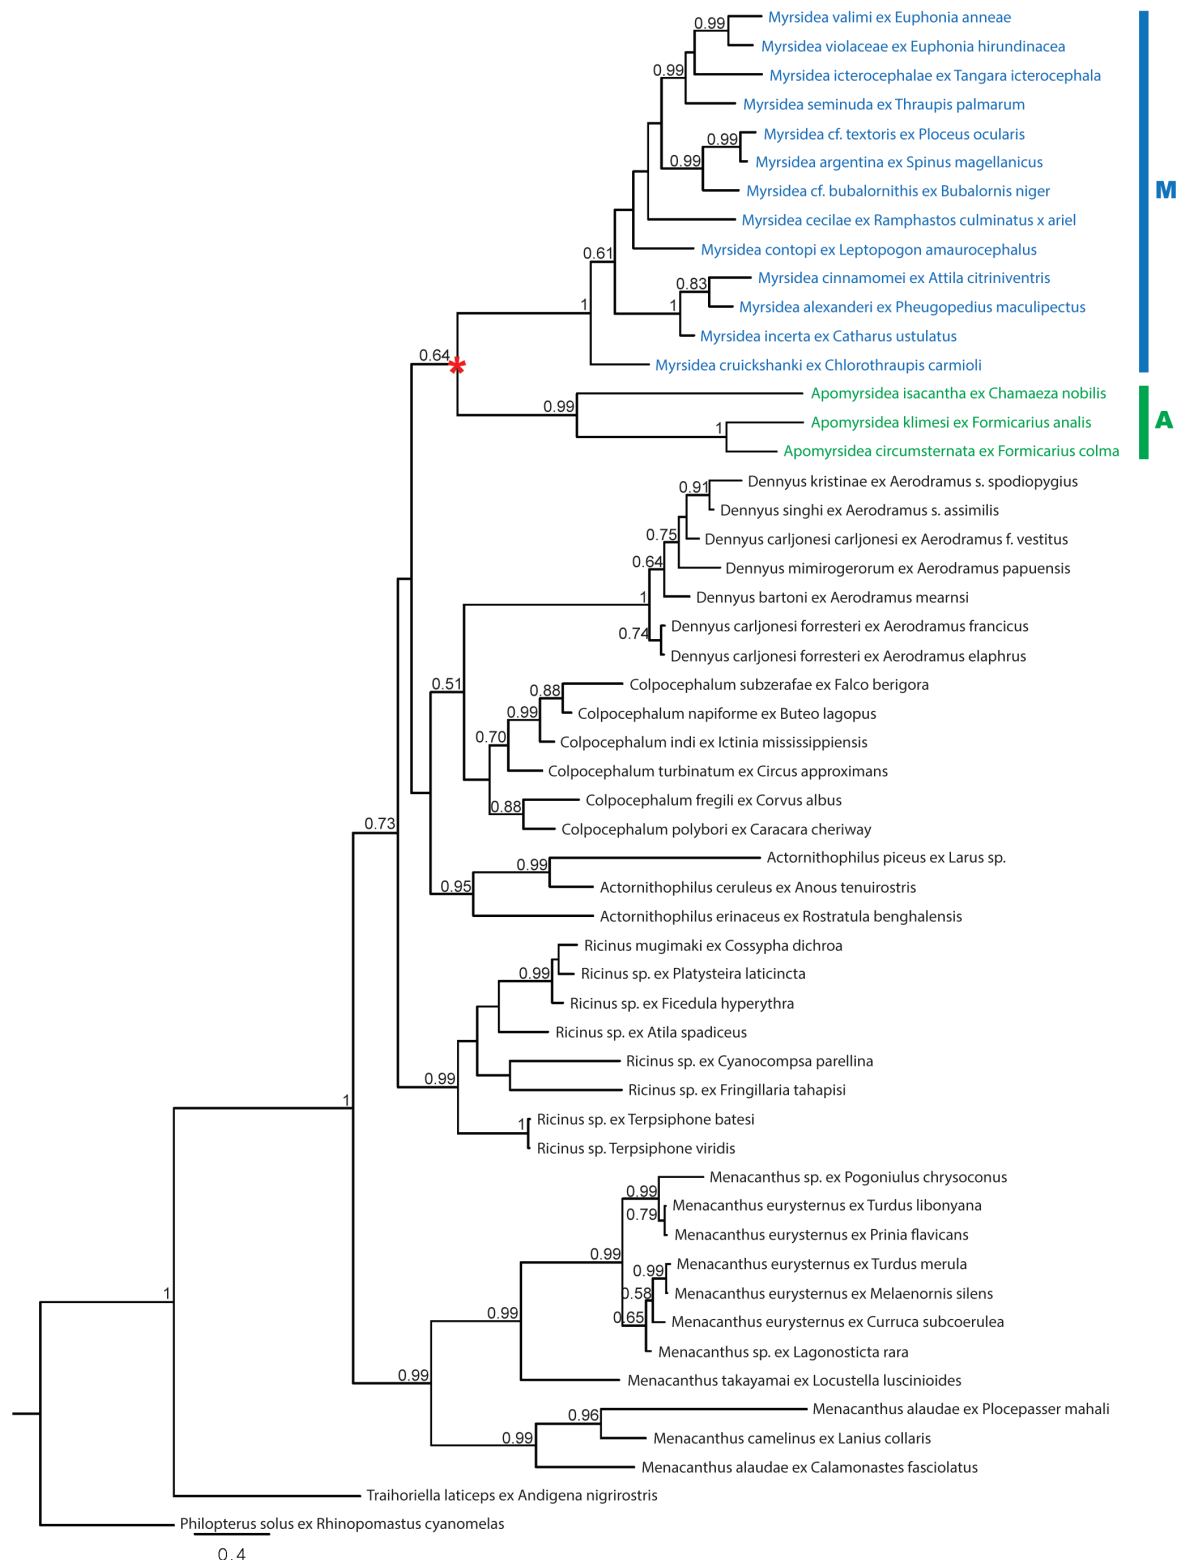 0.99
Myrsidea valimi ex Euphonia anneae
Myrsidea violaceae ex Euphonia hirundinacea
0.99
Myrsidea icterocephalae ex Tangara icterocephala
Myrsidea seminuda ex Thraupis palmarum
0.99
Myrsidea cf. textoris ex Ploceus ocularis
0.99
Myrsidea argentina ex Spinus magellanicus
Myrsidea cf. bubalornithis ex Bubalornis niger
M
Myrsidea cecilae ex Ramphastos culminatus x ariel
0.61
Myrsidea contopi ex Leptopogon amaurocephalus
0.83
Myrsidea cinnamomei ex Attila citriniventris
1
1
Myrsidea alexanderi ex Pheugopedius maculipectus
Myrsidea incerta ex Catharus ustulatus
0.64
*
Myrsidea cruickshanki ex Chlorothraupis carmioli
Apomyrsidea isacantha ex Chamaeza nobilis
0.99
Apomyrsidea klimesi ex Formicarius analis
A
1
Apomyrsidea circumsternata ex Formicarius colma
Dennyus kristinae ex Aerodramus s. spodiopygius
0.91
Dennyus singhi ex Aerodramus s. assimilis
0.75
Dennyus carljonesi carljonesi ex Aerodramus f. vestitus
0.64
Dennyus mimirogerorum ex Aerodramus papuensis
1
Dennyus bartoni ex Aerodramus mearnsi
0.74
Dennyus carljonesi forresteri ex Aerodramus francicus
Dennyus carljonesi forresteri ex Aerodramus elaphrus
0.51
Colpocephalum subzerafae ex Falco berigora
0.88
0.99
Colpocephalum napiforme ex Buteo lagopus
0.70
Colpocephalum indi ex Ictinia mississippiensis
Colpocephalum turbinatum ex Circus approximans
0.88
Colpocephalum fregili ex Corvus albus
0.73
Colpocephalum polybori ex Caracara cheriway
0.99
Actornithophilus piceus ex Larus sp.
0.95
Actornithophilus ceruleus ex Anous tenuirostris
Actornithophilus erinaceus ex Rostratula benghalensis
Ricinus mugimaki ex Cossypha dichroa
0.99
Ricinus sp. ex Platysteira laticincta
Ricinus sp. ex Ficedula hyperythra
Ricinus sp. ex Atila spadiceus
0.99
Ricinus sp. ex Cyanocompsa parellina
Ricinus sp. ex Fringillaria tahapisi
1
1
Ricinus sp. ex Terpsiphone batesi
Ricinus sp. Terpsiphone viridis
Menacanthus sp. ex Pogoniulus chrysoconus
0.99
Menacanthus eurysternus ex Turdus libonyana
0.79
Menacanthus eurysternus ex Prinia flavicans
0.99
Menacanthus eurysternus ex Turdus merula
0.99
0.58
Menacanthus eurysternus ex Melaenornis silens
0.65
Menacanthus eurysternus ex Curruca subcoerulea
Menacanthus sp. ex Lagonosticta rara
1
0.99
Menacanthus takayamai ex Locustella luscinioides
0.99
0.96
Menacanthus alaudae ex Plocepasser mahali
0.99
Menacanthus camelinus ex Lanius collaris
Menacanthus alaudae ex Calamonastes fasciolatus
Traihoriella laticeps ex Andigena nigrirostris
Philopterus solus ex Rhinopomastus cyanomelas
0.4